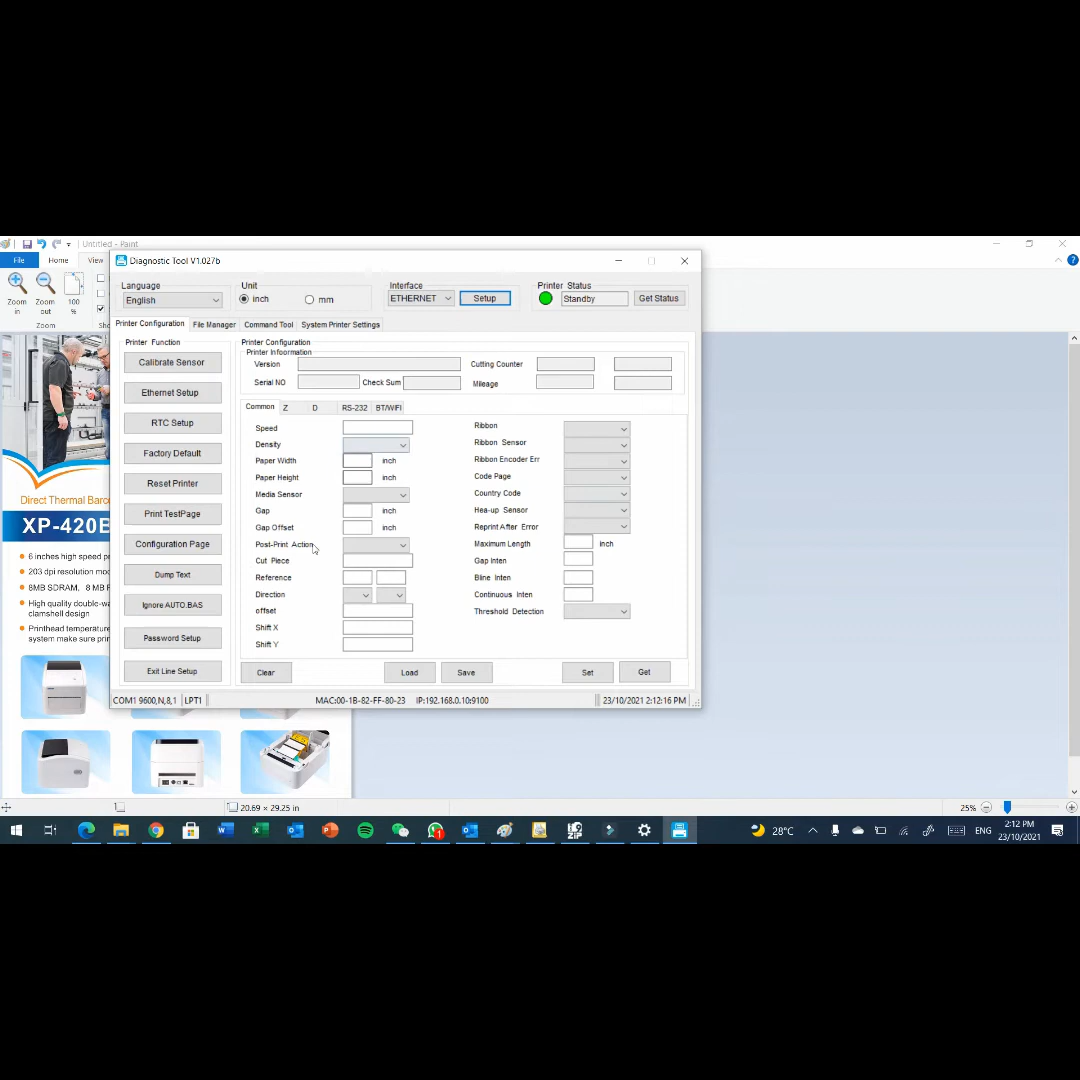 Untitled - Paint
File
Home
View
Zoom in
Zoom out
100 %
Zoom
Diagnostic Tool V1.027b
Language
English
Unit
inch
mm
Interface
ETHERNET
Setup
Printer Status
Standby
Get Status
Printer Configuration
File Manager
Command Tool
System Printer Settings
Printer Function
Calibrate Sensor
Ethernet Setup
RTC Setup
Factory Default
Reset Printer
Print TestPage
Configuration Page
Dump Text
Ignore AUTO.BAS
Password Setup
Exit Line Setup
Printer Configuration
Printer Infoormation
Version
Cutting Counter
Serial NO
Check Sum
Mileage
Common
Z
D
RS-232
BT/WIFI
Speed
Density
Paper Width
inch
Paper Height
inch
Media Sensor
Gap
inch
Gap Offset
inch
Post-Print Action
Cut Piece
Reference
Direction
offset
Shift X
Shift Y
Ribbon
Ribbon Sensor
Ribbon Encoder Err
Code Page
Country Code
Hea-up Sensor
Reprint After Error
Maximum Length
inch
Gap Inten
Bline Inten
Continuous Inten
Threshold Detection
Clear
Load
Save
Set
Get
COM1 9600,N,8,1
LPT1
MAC:00-1B-82-FF-80-23
IP:192.168.0.10:9100
23/10/2021 2:12:16 PM
Direct Thermal Barc
XP-420B
6 inches high speed p
203 dpi resolution mo
8MB SDRAM, 8 MB F
High quality double-w
clamshell design
Printhead temperature
system make sure prin
20.69 × 29.25 in
25%
28°C
ENG
2:12 PM
23/10/2021